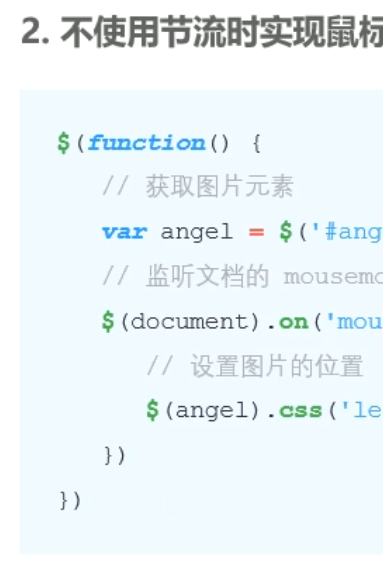 2. 不使用节流时实现鼠标
$(function() {
// 获取图片元素
var angel = $('#ang
// 监听文档的 mousemo
$(document).on('mou
// 设置图片的位置
$(angel).css('le
})
})